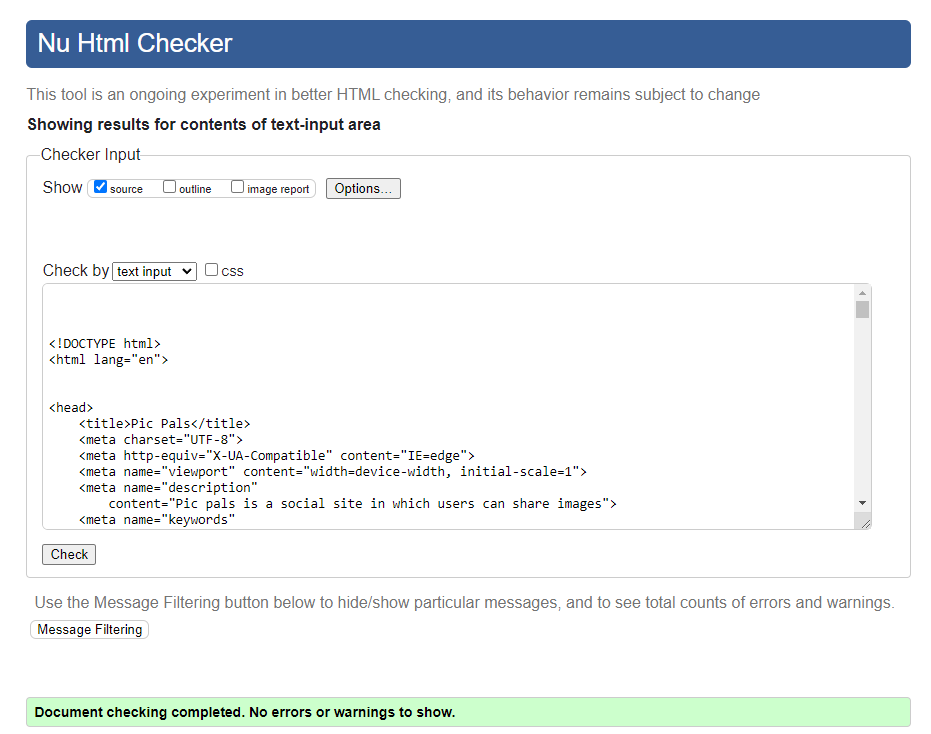 Nu Html Checker
This tool is an ongoing experiment in better HTML checking, and its behavior remains subject to change
Showing results for contents of text-input area
Checker Input
Show source outline image report Options...
Check by text input css
<!DOCTYPE html>
<html lang="en">
<head>
<title>Pic Pals</title>
<meta charset="UTF-8">
<meta http-equiv="X-UA-Compatible" content="IE=edge">
<meta name="viewport" content="width=device-width, initial-scale=1">
<meta name="description"
content="Pic pals is a social site in which users can share images">
<meta name="keywords"
Check
Use the Message Filtering button below to hide/show particular messages, and to see total counts of errors and warnings.
Message Filtering
Document checking completed. No errors or warnings to show.